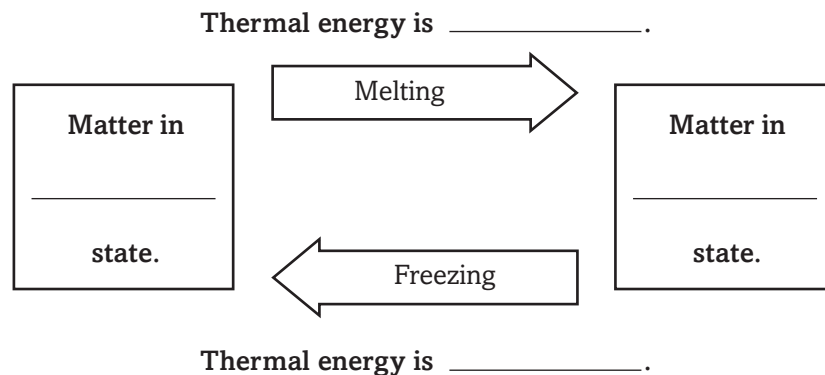 Thermal energy is ____________.
Melting
Matter in
____________
state.
Matter in
____________
state.
Freezing
Thermal energy is ____________.